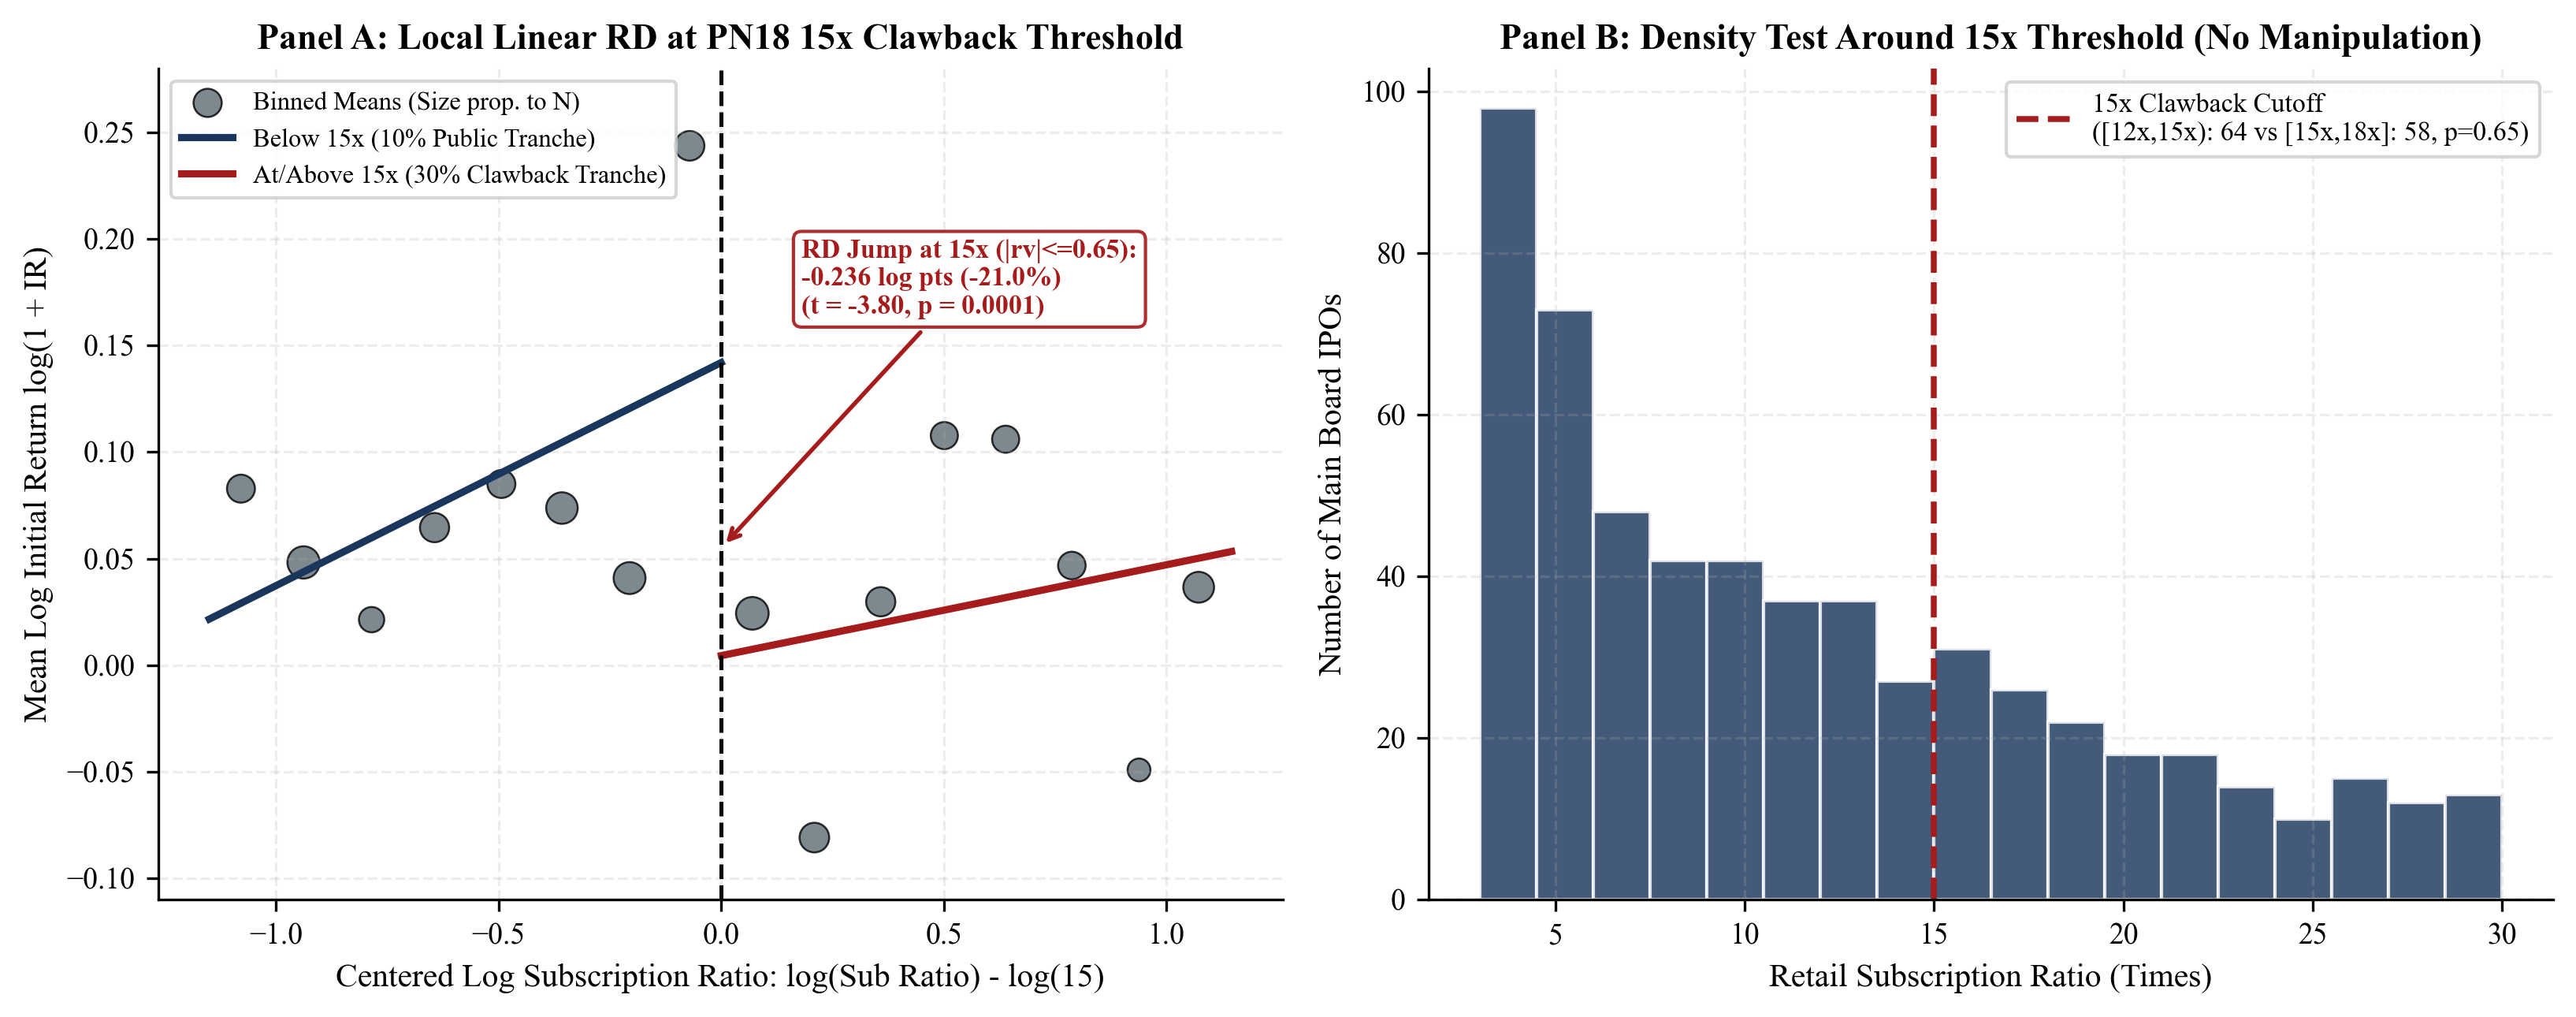 Panel A: Local Linear RD at PN18 15x Clawback Threshold
Binned Means (Size prop. to N)
Below 15x (10% Public Tranche)
At/Above 15x (30% Clawback Tranche)
RD Jump at 15x (|rv|<=0.65):
-0.236 log pts (-21.0%)
(t = -3.80, p = 0.0001)
Mean Log Initial Return log(1 + IR)
0.25
0.20
0.15
0.10
0.05
0.00
−0.05
−0.10
−1.0
−0.5
0.0
0.5
1.0
Centered Log Subscription Ratio: log(Sub Ratio) - log(15)
Panel B: Density Test Around 15x Threshold (No Manipulation)
15x Clawback Cutoff
([12x,15x): 64 vs [15x,18x]: 58, p=0.65)
Number of Main Board IPOs
100
80
60
40
20
0
5
10
15
20
25
30
Retail Subscription Ratio (Times)